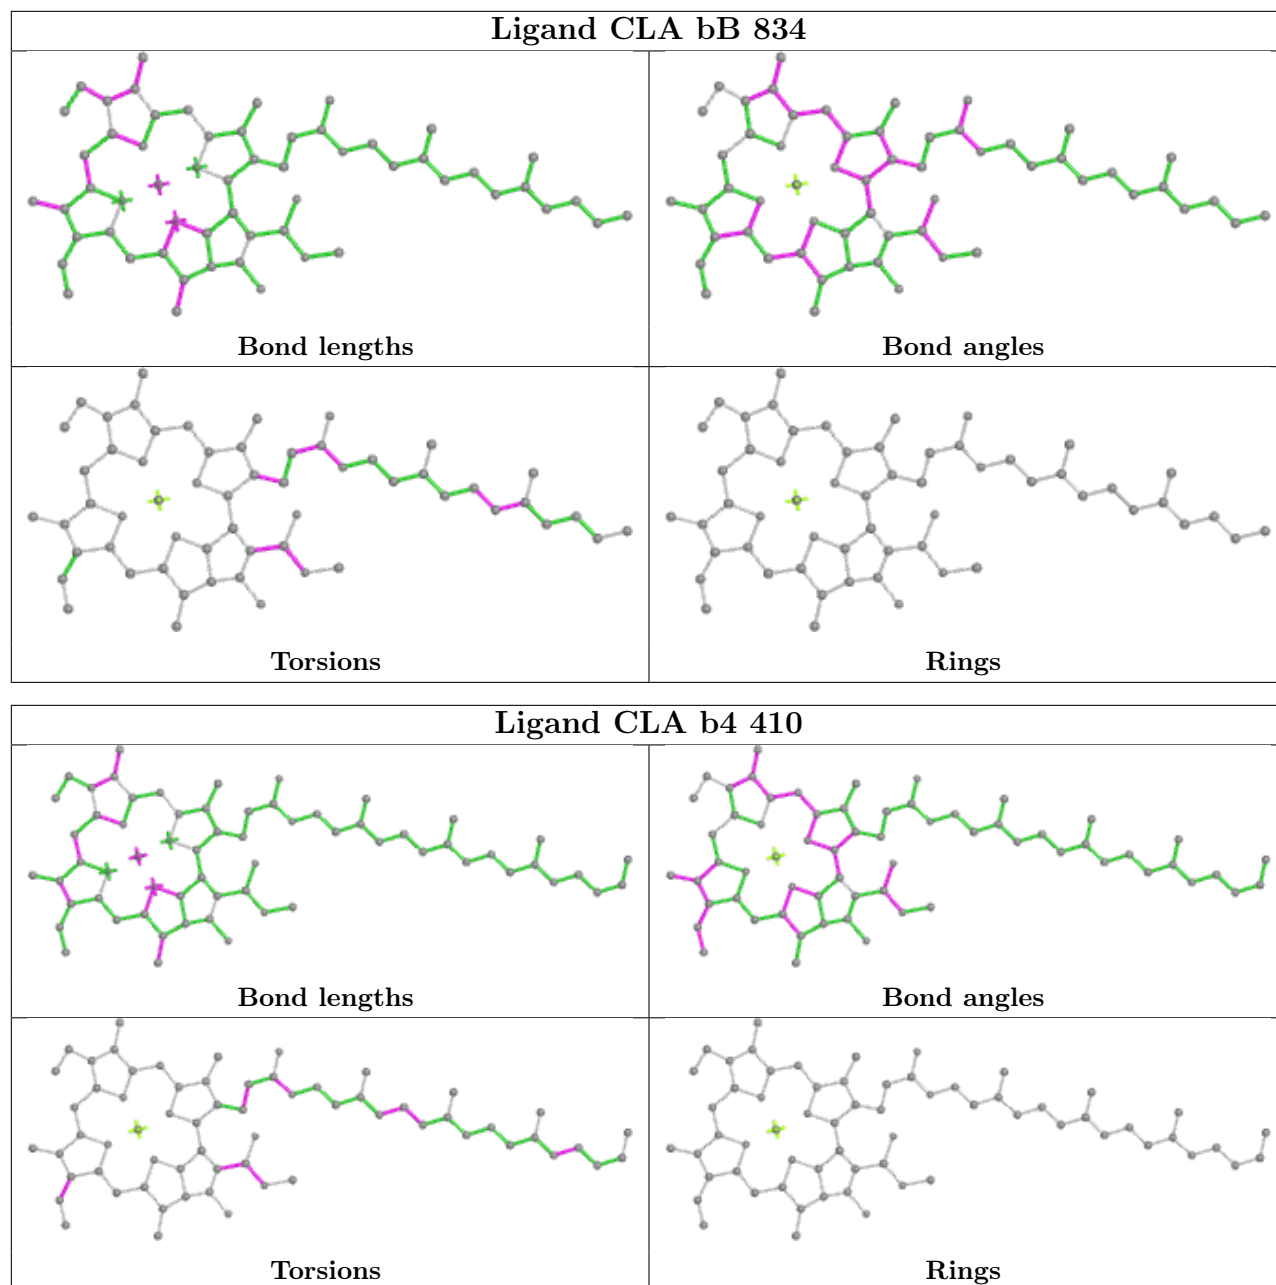 Ligand CLA bB 834
Bond lengths
Bond angles
Torsions
Rings
Ligand CLA b4 410
Bond lengths
Bond angles
Torsions
Rings